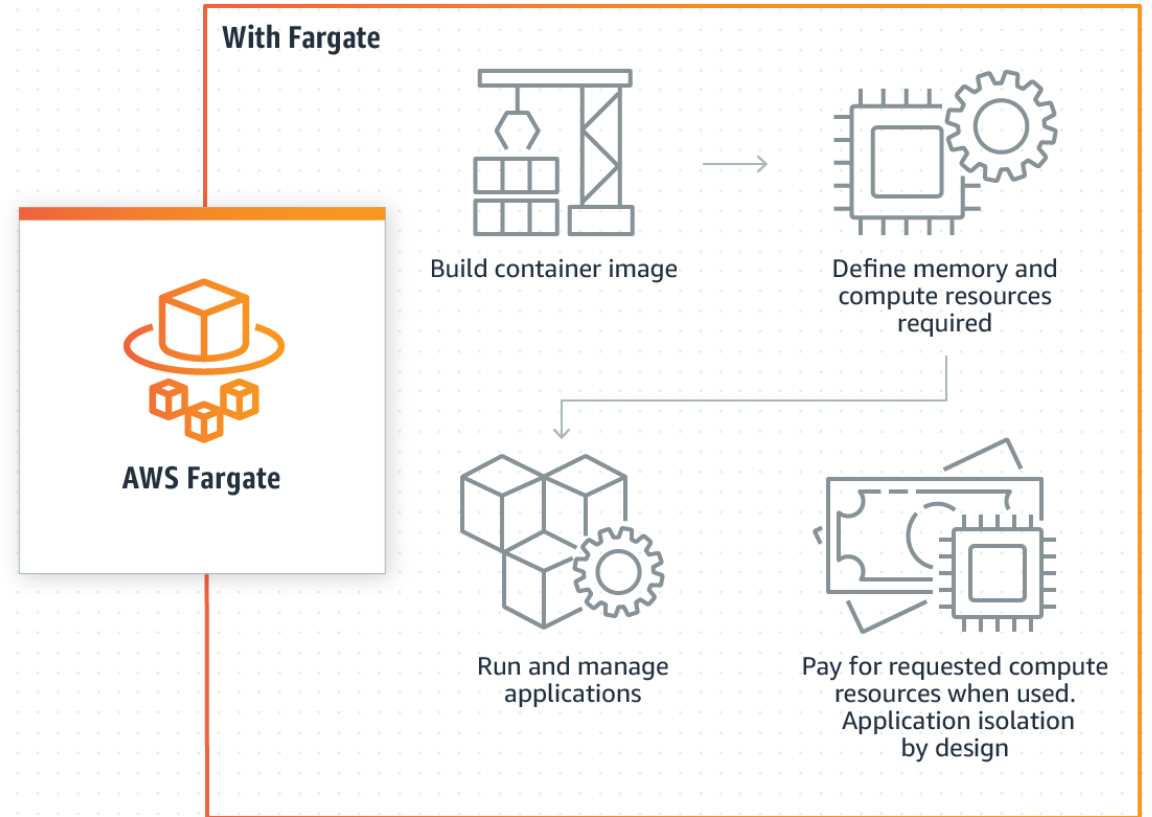 With Fargate
Build container image
Define memory and
compute resources
required
AWS Fargate
Run and manage
applications
Pay for requested compute
resources when used.
Application isolation
by design